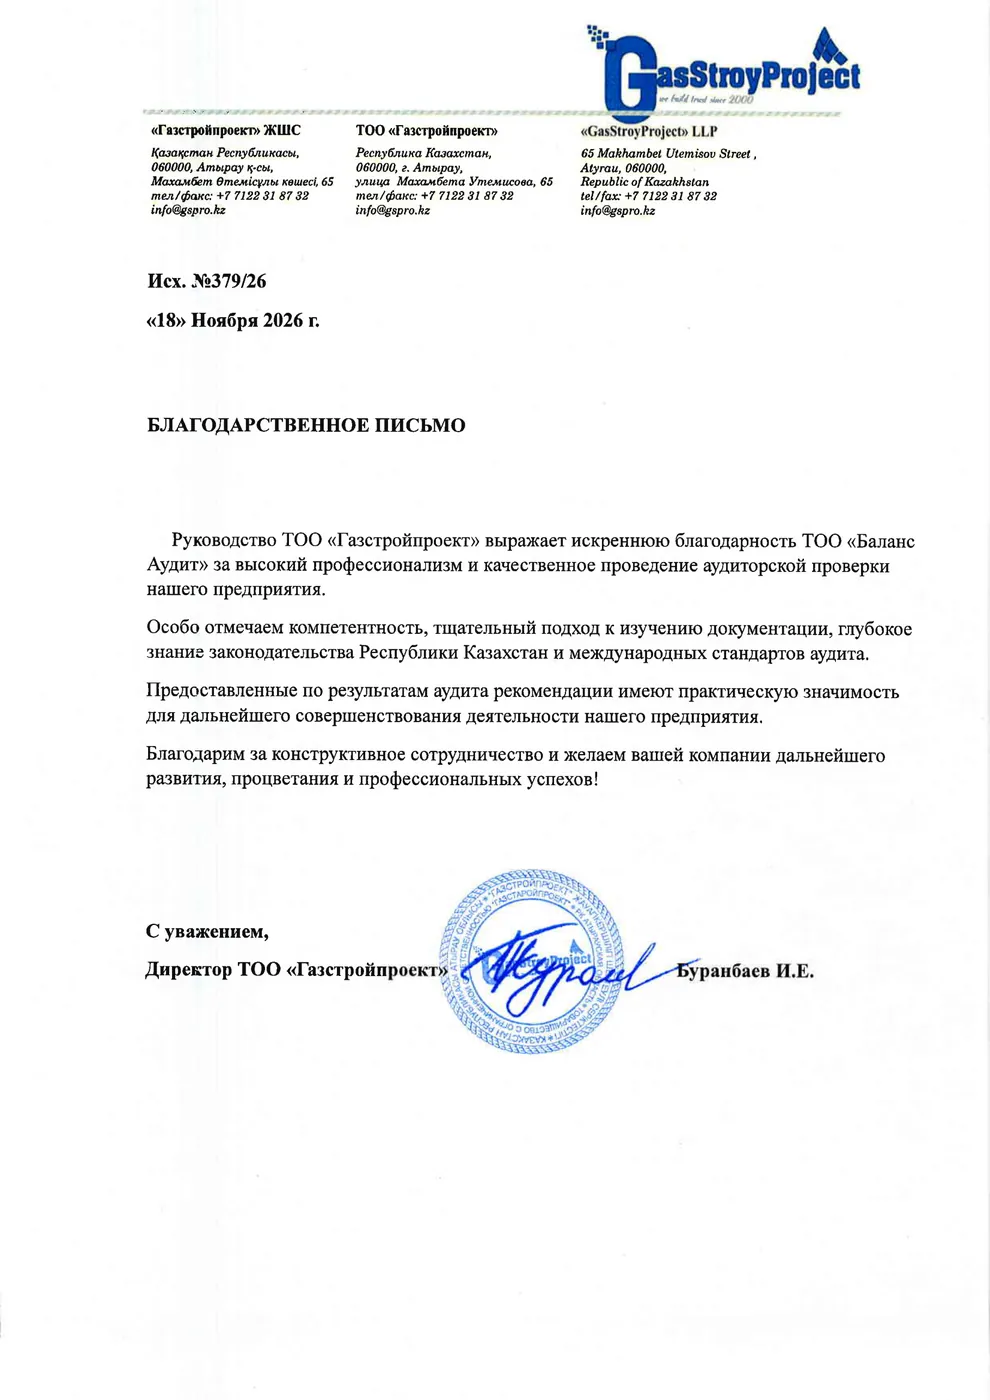 GasStroyProject
we build trust since 2000
«Газстройпроект» ЖШС
Қазақстан Республикасы,
060000, Атырау қ-сы,
Махамбет Өтемісұлы көшесі, 65
тел/факс: +7 7122 31 87 32
info@gspro.kz
ТОО «Газстройпроект»
Республика Казахстан,
060000, г. Атырау,
улица Махамбета Утемисова, 65
тел/факс: +7 7122 31 87 32
info@gspro.kz
«GasStroyProject» LLP
65 Makhambet Utemisov Street ,
Atyrau, 060000,
Republic of Kazakhstan
tel/fax: +7 7122 31 87 32
info@gspro.kz
Исх. №379/26
«18» Ноября 2026 г.
БЛАГОДАРСТВЕННОЕ ПИСЬМО
Руководство ТОО «Газстройпроект» выражает искреннюю благодарность ТОО «Баланс
Аудит» за высокий профессионализм и качественное проведение аудиторской проверки
нашего предприятия.
Особо отмечаем компетентность, тщательный подход к изучению документации, глубокое
знание законодательства Республики Казахстан и международных стандартов аудита.
Предоставленные по результатам аудита рекомендации имеют практическую значимость
для дальнейшего совершенствования деятельности нашего предприятия.
Благодарим за конструктивное сотрудничество и желаем вашей компании дальнейшего
развития, процветания и профессиональных успехов!
С уважением,
Директор ТОО «Газстройпроект»
Буранбаев И.Е.